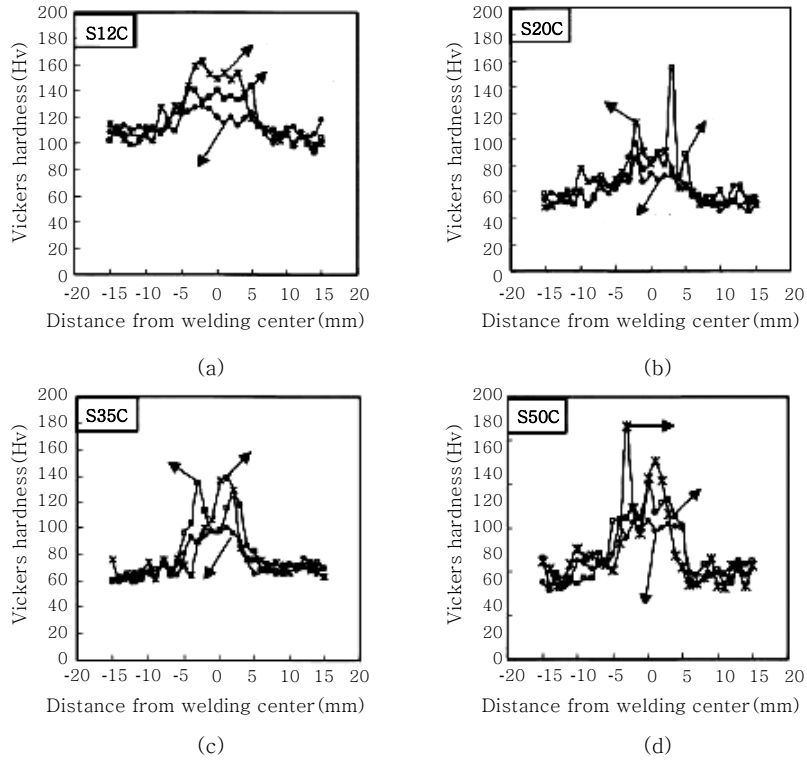 S12C
Vickers hardness(Hv)
200
180
160
140
120
100
80
60
40
20
0
-20 -15 -10 -5 0 5 10 15 20
Distance from welding center(mm)
(a)
S20C
Vickers hardness(Hv)
200
180
160
140
120
100
80
60
40
20
0
-20 -15 -10 -5 0 5 10 15 20
Distance from welding center(mm)
(b)
S35C
Vickers hardness(Hv)
200
180
160
140
120
100
80
60
40
20
0
-20 -15 -10 -5 0 5 10 15 20
Distance from welding center(mm)
(c)
S50C
Vickers hardness(Hv)
200
180
160
140
120
100
80
60
40
20
0
-20 -15 -10 -5 0 5 10 15 20
Distance from welding center(mm)
(d)